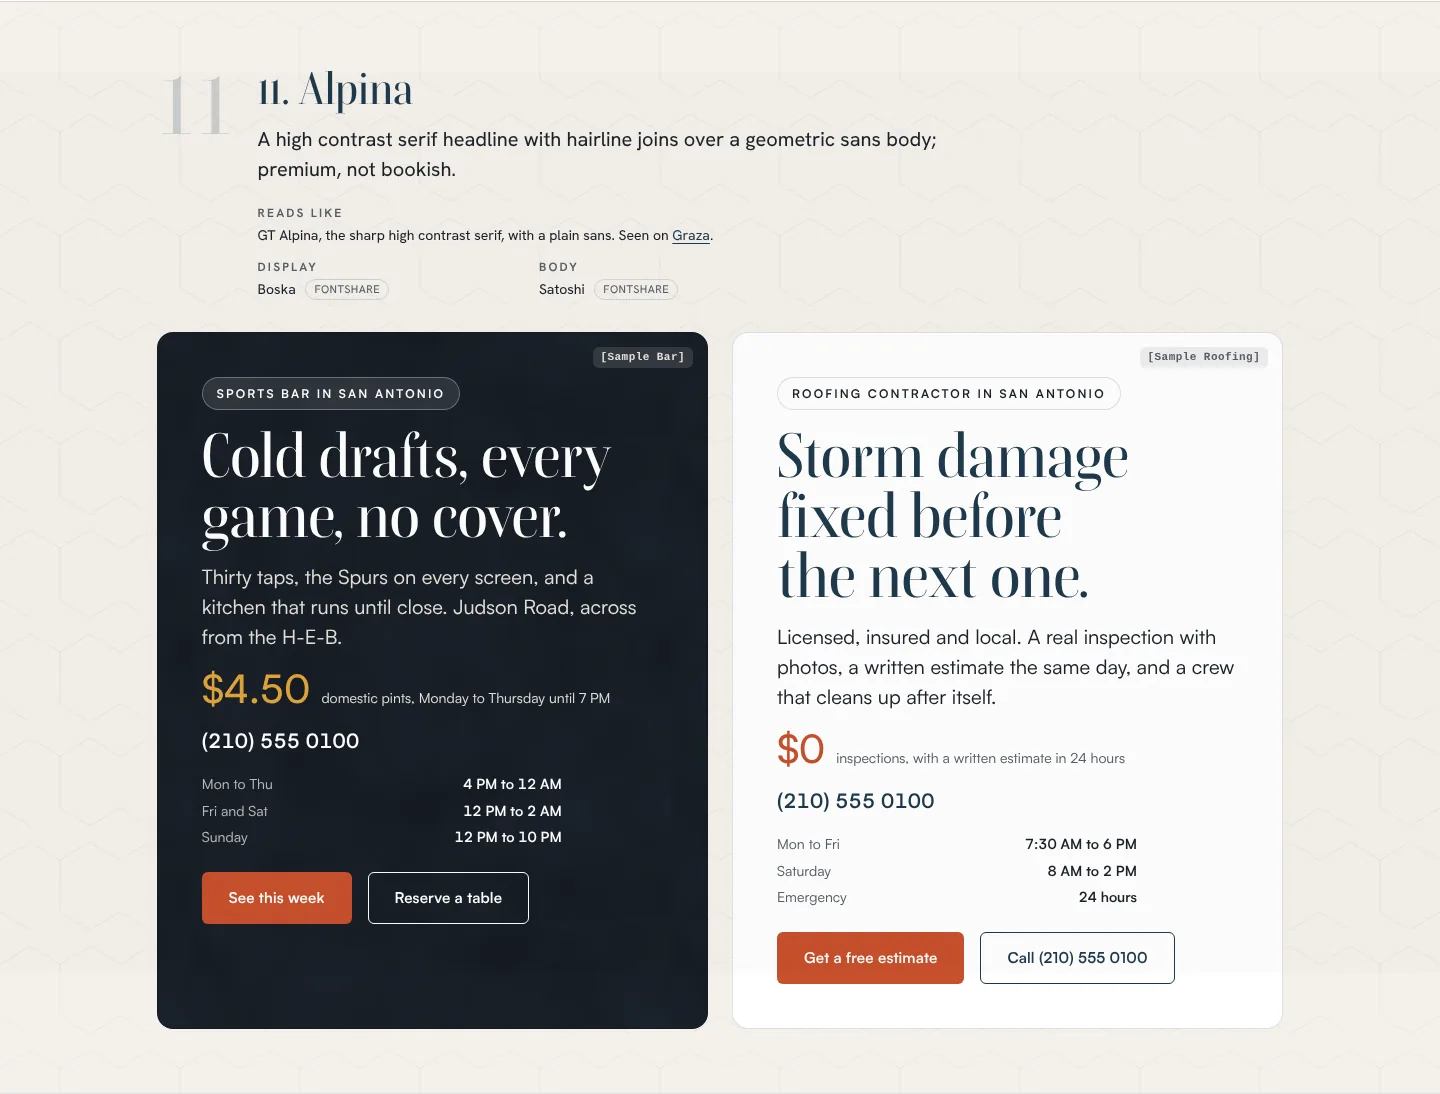 11
11. Alpina
A high contrast serif headline with hairline joins over a geometric sans body;
premium, not bookish.
READS LIKE
GT Alpina, the sharp high contrast serif, with a plain sans. Seen on Graza.
DISPLAY
Boska FONTSHARE
BODY
Satoshi FONTSHARE
[Sample Bar]
SPORTS BAR IN SAN ANTONIO
Cold drafts, every
game, no cover.
Thirty taps, the Spurs on every screen, and a
kitchen that runs until close. Judson Road, across
from the H-E-B.
$4.50 domestic pints, Monday to Thursday until 7 PM
(210) 555 0100
Mon to Thu 4 PM to 12 AM
Fri and Sat 12 PM to 2 AM
Sunday 12 PM to 10 PM
See this week
Reserve a table
[Sample Roofing]
ROOFING CONTRACTOR IN SAN ANTONIO
Storm damage
fixed before
the next one.
Licensed, insured and local. A real inspection with
photos, a written estimate the same day, and a crew
that cleans up after itself.
$0 inspections, with a written estimate in 24 hours
(210) 555 0100
Mon to Fri 7:30 AM to 6 PM
Saturday 8 AM to 2 PM
Emergency 24 hours
Get a free estimate
Call (210) 555 0100